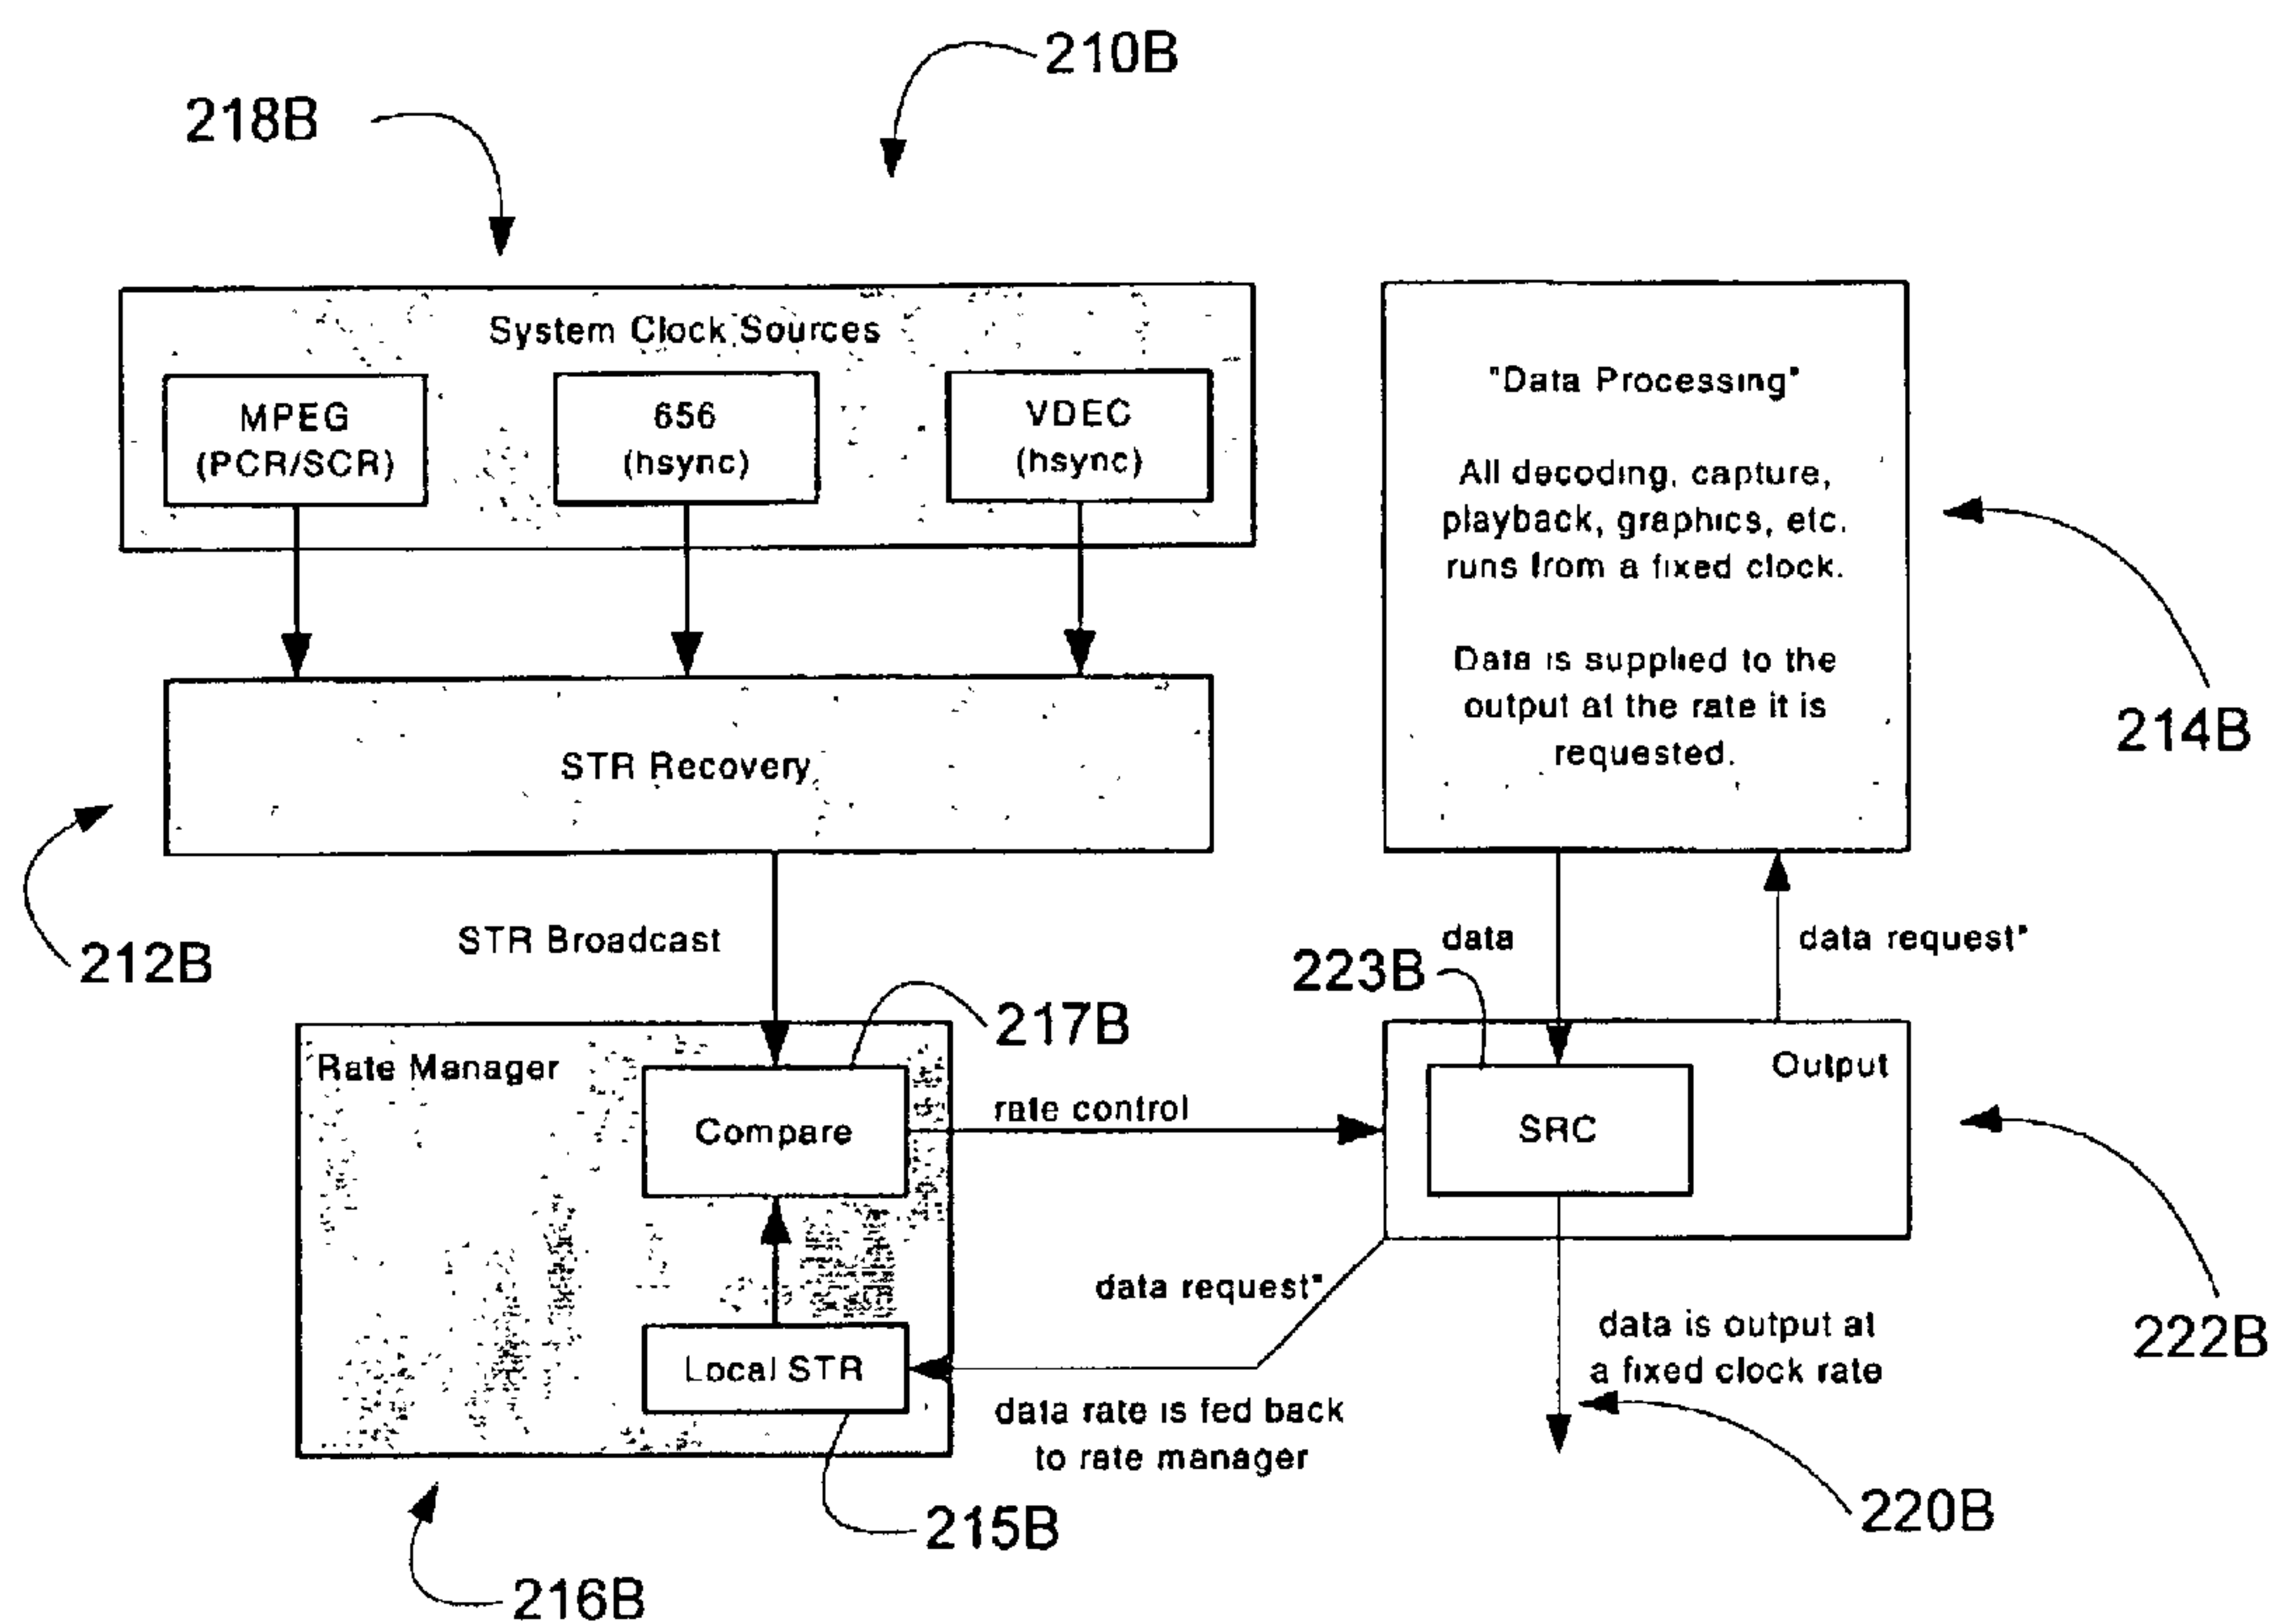 210B
218B
System Clock Sources
MPEG
(PCR/SCR)
656
(hsync)
VDEC
(hsync)
"Data Processing"
All decoding, capture,
playback, graphics, etc.
runs from a fixed clock.
Data is supplied to the
output at the rate it is
requested.
214B
STR Recovery
212B
STR Broadcast
data
data request"
223B
217B
Rate Manager
Compare
rate control
SRC
Output
222B
data request"
Local STR
data rate is fed back
to rate manager
data is output at
a fixed clock rate
220B
215B
216B